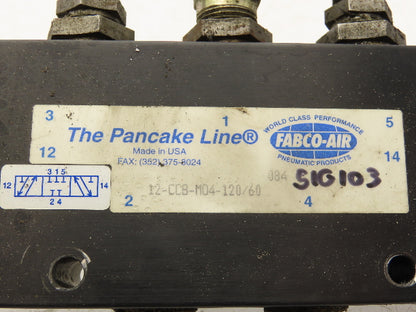 3 1 5
The Pancake Line®
WORLD CLASS PERFORMANCE
FABCO-AIR
PNEUMATIC PRODUCTS
Made in USA
FAX: (352) 375-8024
12 14
084
SIG103
12-CCB-MO4-120/60
2 4
3 1 5
12 14
2 4